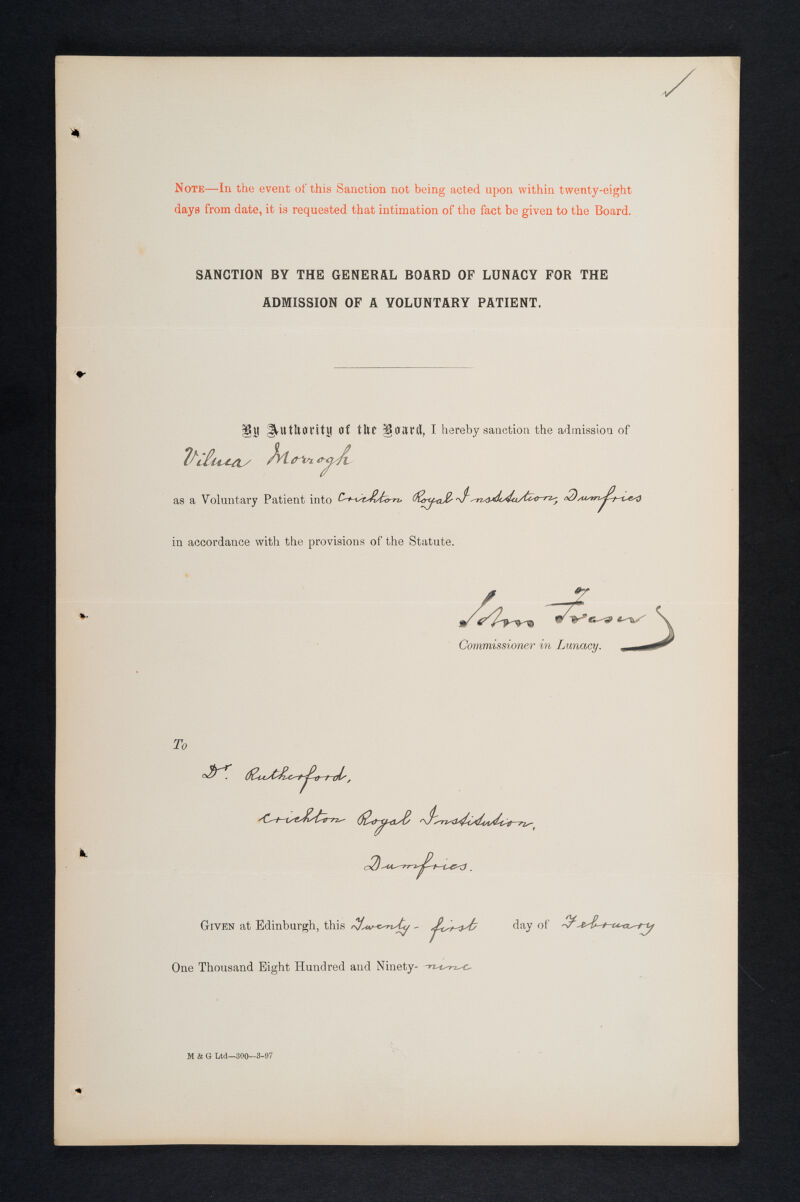 NOTE—In the event of this Sanction not being acted upon within twenty-eight
days from date, it is requested that intimation of the fact be given to the Board.
SANCTION BY THE GENERAL BOARD OF LUNACY FOR THE
ADMISSION OF A VOLUNTARY PATIENT.
By Authority of the Board, I hereby sanction the admission of
Morrogh
as a Voluntary Patient into Crichton Royal Institution, Dumfries
in accordance with the provisions of the Statute.
John Fraser
Commissioner in Lunacy.
To
Dr. Rutherford,
Crichton Royal Institution,
Dumfries.
GIVEN at Edinburgh, this Twenty-first day of February
One Thousand Eight Hundred and Ninety-nine
M & G Ltd—300—3-97